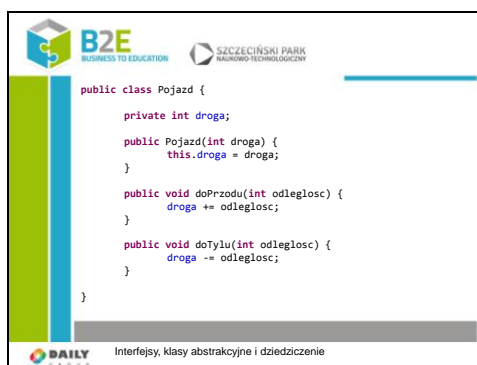 B2E
BUSINESS TO EDUCATION
SZCZECIŃSKI PARK
NAUKOWO-TECHNOLOGICZNY
public class Pojazd {
private int droga;
public Pojazd(int droga) {
this.droga = droga;
}
public void doPrzodu(int odleglosc) {
droga += odleglosc;
}
public void doTylu(int odleglosc) {
droga -= odleglosc;
}
}
DAILY
Interfejsy, klasy abstrakcyjne i dziedziczenie